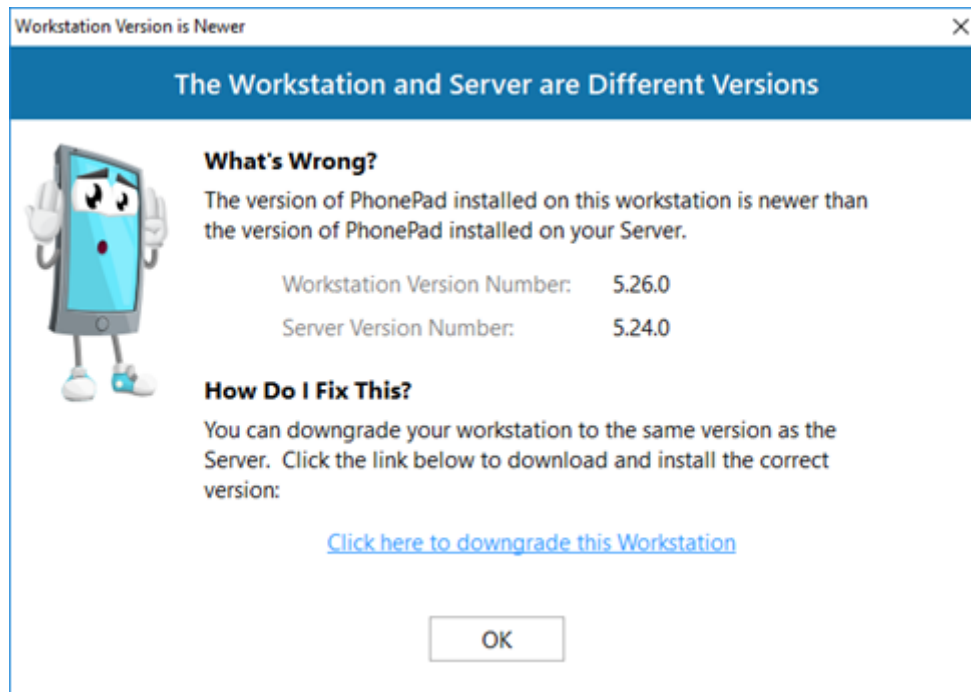 Workstation Version is Newer
The Workstation and Server are Different Versions
What's Wrong?
The version of PhonePad installed on this workstation is newer than
the version of PhonePad installed on your Server.
Workstation Version Number: 5.26.0
Server Version Number: 5.24.0
How Do I Fix This?
You can downgrade your workstation to the same version as the
Server. Click the link below to download and install the correct
version:
Click here to downgrade this Workstation
OK